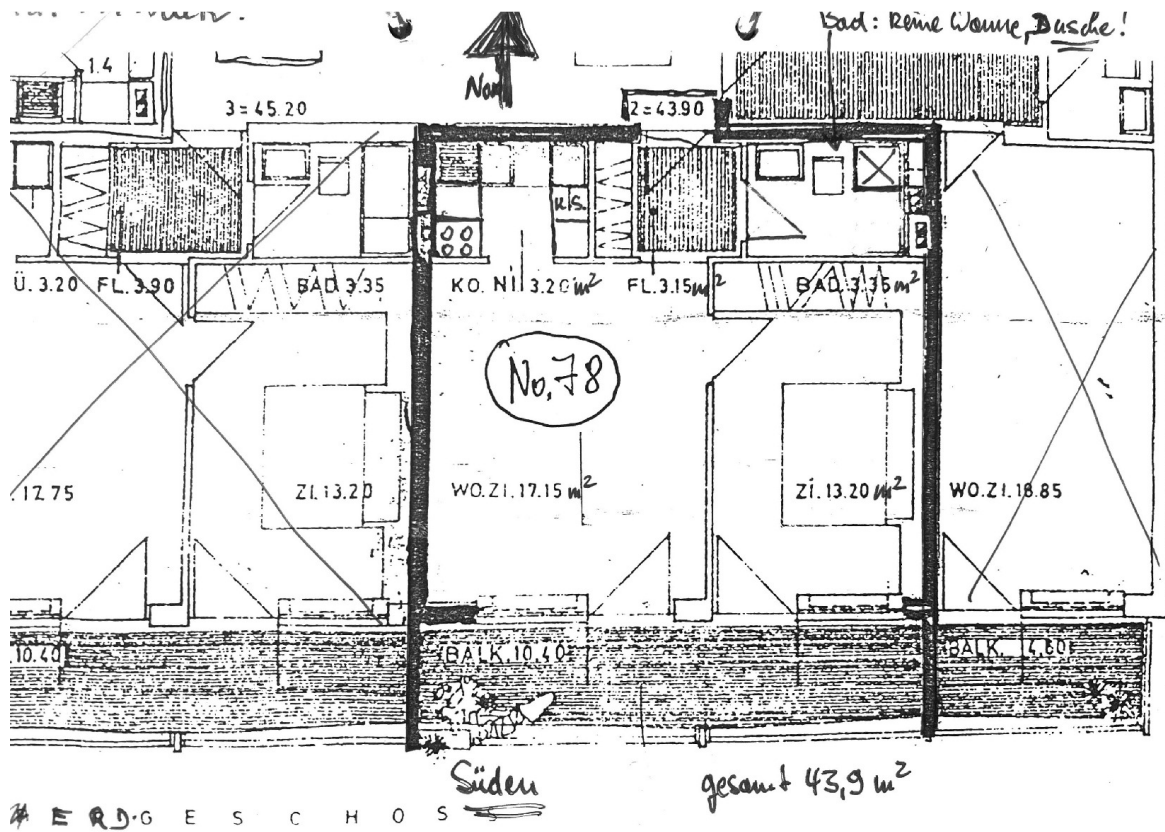 Bad: keine Wanne, Dusche!
1.4
Nord
3=45.20
2=43.90
K.S.
Ü. 3.20 FL. 3.90 BAD 3.35 KO. NI 3.20 m² FL. 3.15 m² BAD 3.35 m²
No. 78
17.75 ZI. 13.20 WO.ZI. 17.15 m² ZI. 13.20 m² WO.ZI. 18.85
10.40 BALK. 10.40 BALK. 4.60
Süden gesamt 43,9 m²
ERDGESCHOSS